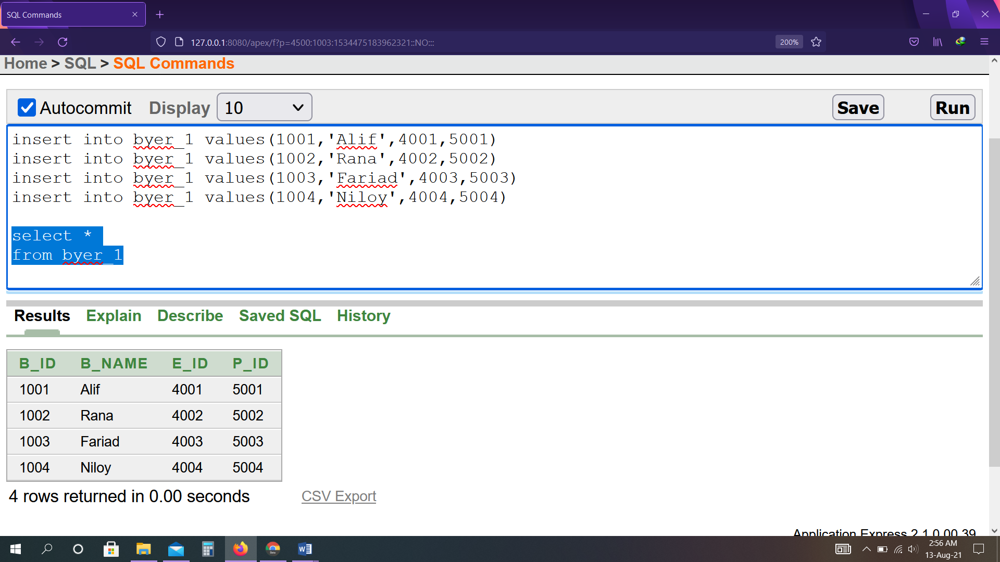 SQL Commands
127.0.0.1:8080/apex/f?p=4500:1003:1534475183962321::NO:::
200%
Home > SQL > SQL Commands
Autocommit Display 10 Save Run
insert into byer_1 values(1001,'Alif',4001,5001)
insert into byer_1 values(1002,'Rana',4002,5002)
insert into byer_1 values(1003,'Fariad',4003,5003)
insert into byer_1 values(1004,'Niloy',4004,5004)
select *
from byer_1
Results Explain Describe Saved SQL History
B_ID B_NAME E_ID P_ID
1001 Alif 4001 5001
1002 Rana 4002 5002
1003 Fariad 4003 5003
1004 Niloy 4004 5004
4 rows returned in 0.00 seconds CSV Export
Application Express 2.1.0.00.39
2:56 AM
13-Aug-21